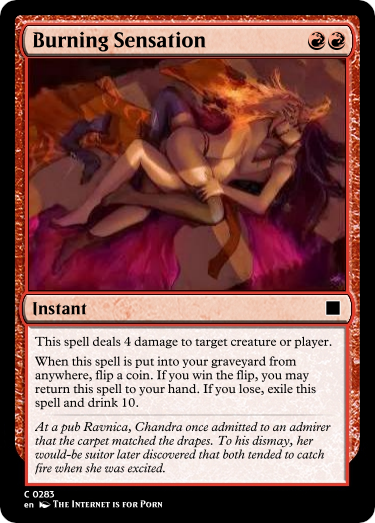 Burning Sensation
Instant
This spell deals 4 damage to target creature or player.
When this spell is put into your graveyard from
anywhere, flip a coin. If you win the flip, you may
return this spell to your hand. If you lose, exile this
spell and drink 10.
At a pub Ravnica, Chandra once admitted to an admirer
that the carpet matched the drapes. To his dismay, her
would-be suitor later discovered that both tended to catch
fire when she was excited.
C 0283
en The Internet is for Porn